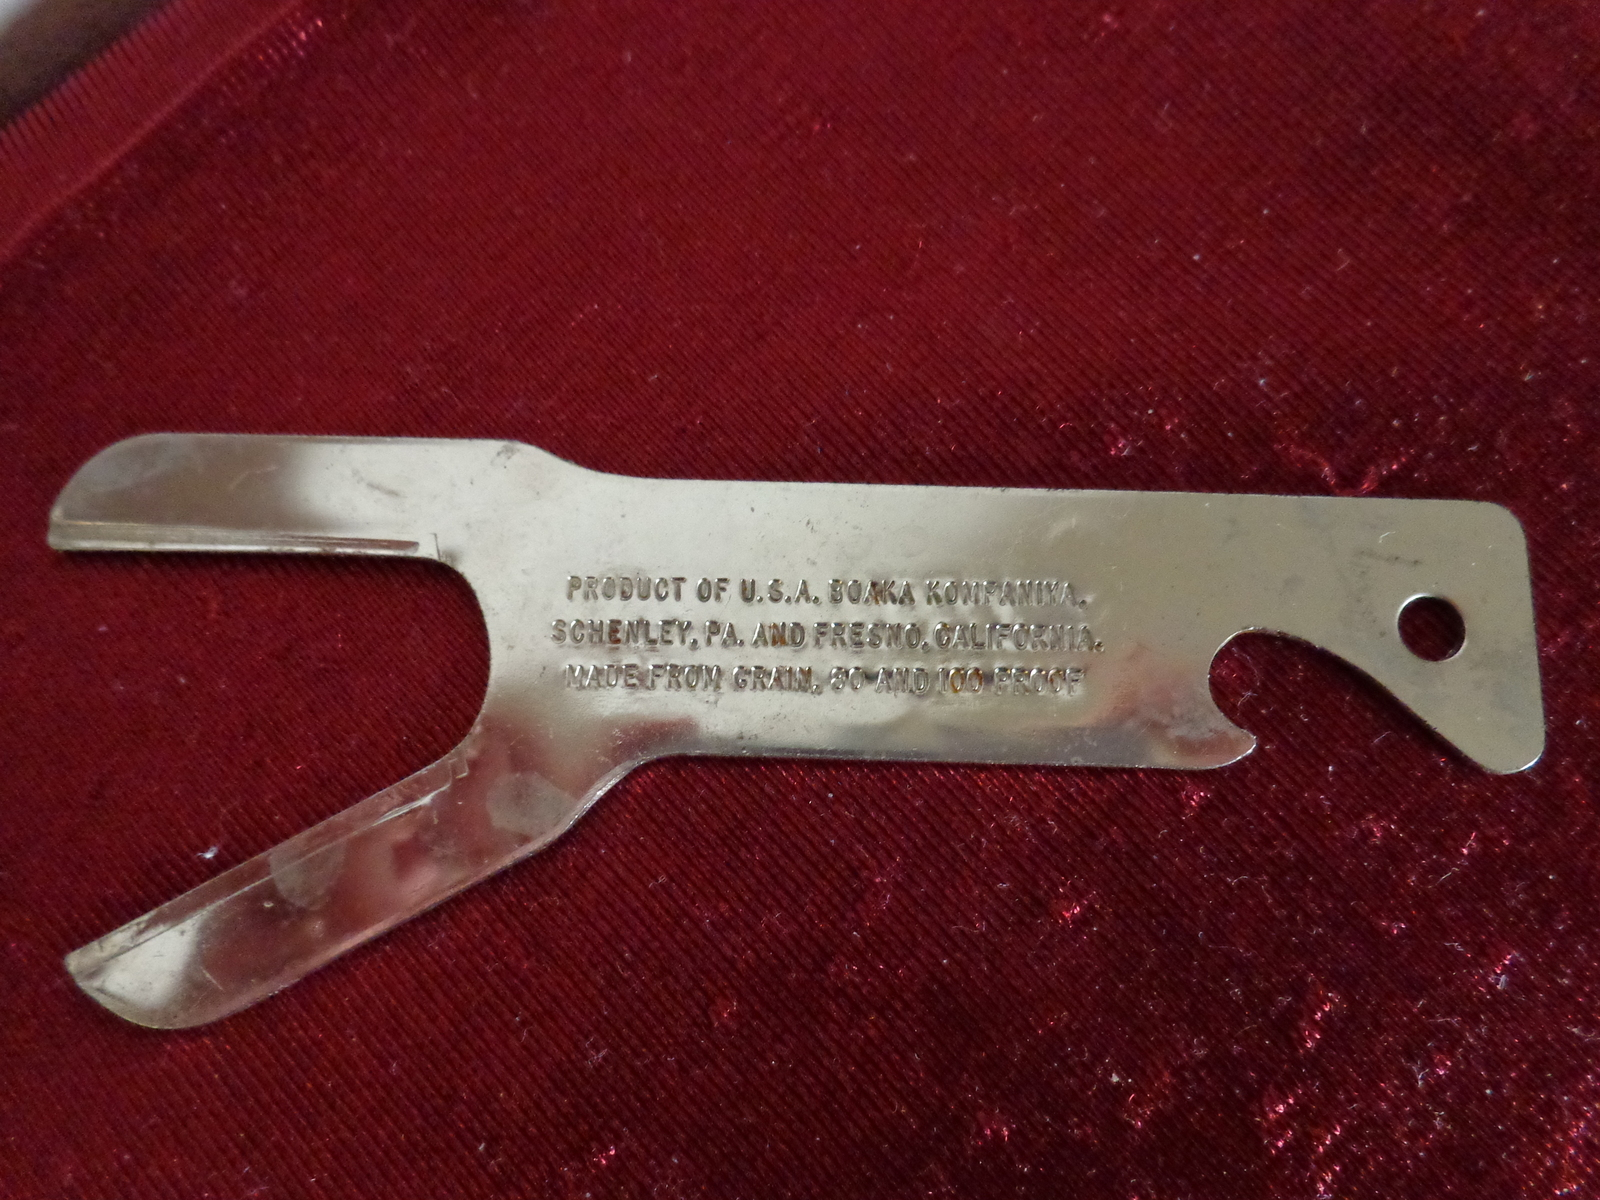 PRODUCT OF U.S.A. BOAKA KOMPANIYA.
SCHENLEY, PA. AND FRESNO, CALIFORNIA.
MADE FROM GRAIN, 80 AND 100 PROOF